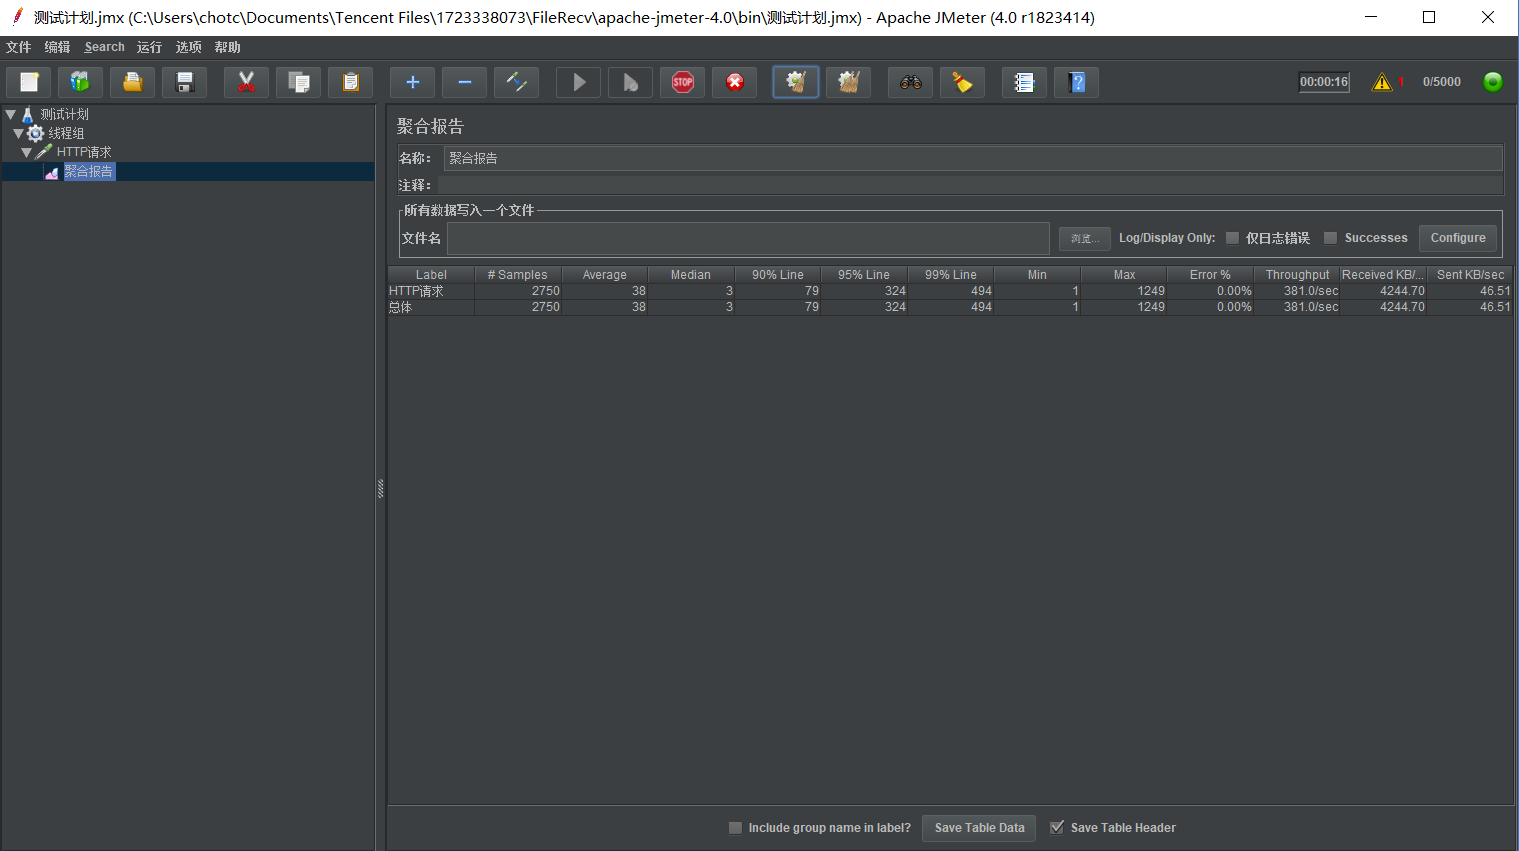 测试计划.jmx (C:\Users\chotc\Documents\Tencent Files\1723338073\FileRecv\apache-jmeter-4.0\bin\测试计划.jmx) - Apache JMeter (4.0 r1823414)
文件 编辑 Search 运行 选项 帮助
STOP 00:00:16 1 0/5000
测试计划
线程组
HTTP请求
聚合报告
聚合报告
名称： 聚合报告
注释：
所有数据写入一个文件
文件名 浏览... Log/Display Only: 仅日志错误 Successes Configure
Label # Samples Average Median 90% Line 95% Line 99% Line Min Max Error % Throughput Received KB/... Sent KB/sec
HTTP请求 2750 38 3 79 324 494 1 1249 0.00% 381.0/sec 4244.70 46.51
总体 2750 38 3 79 324 494 1 1249 0.00% 381.0/sec 4244.70 46.51
Include group name in label? Save Table Data Save Table Header